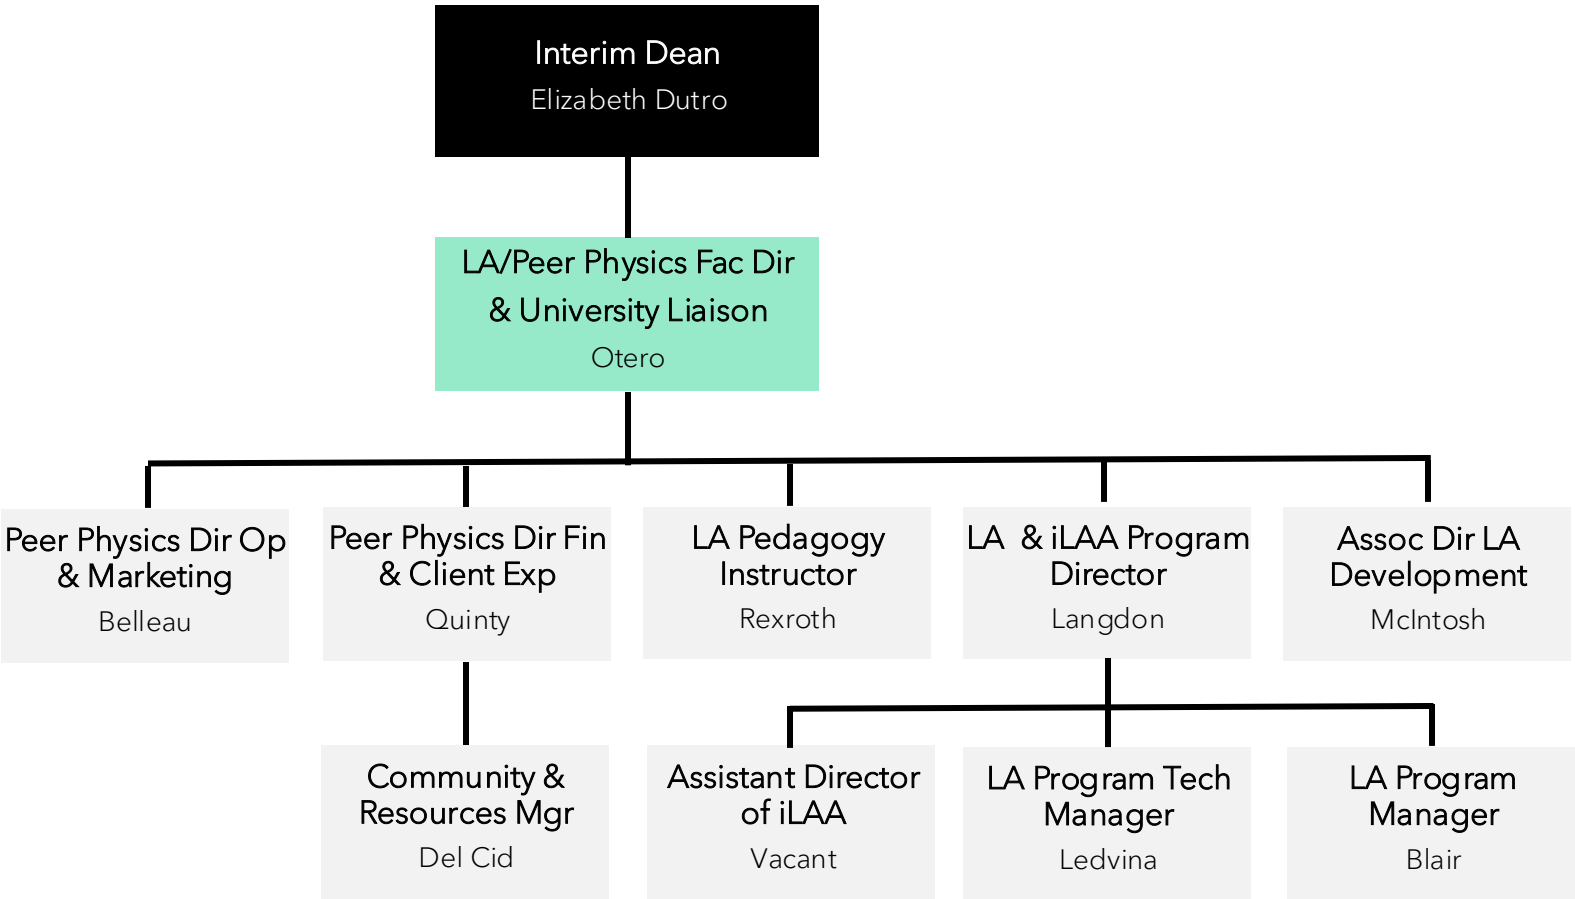 Interim Dean
Elizabeth Dutro
LA/Peer Physics Fac Dir
& University Liaison
Otero
Peer Physics Dir Op
& Marketing
Belleau
Peer Physics Dir Fin
& Client Exp
Quinty
LA Pedagogy
Instructor
Rexroth
LA & iLAA Program
Director
Langdon
Assoc Dir LA
Development
McIntosh
Community &
Resources Mgr
Del Cid
Assistant Director
of iLAA
Vacant
LA Program Tech
Manager
Ledvina
LA Program
Manager
Blair